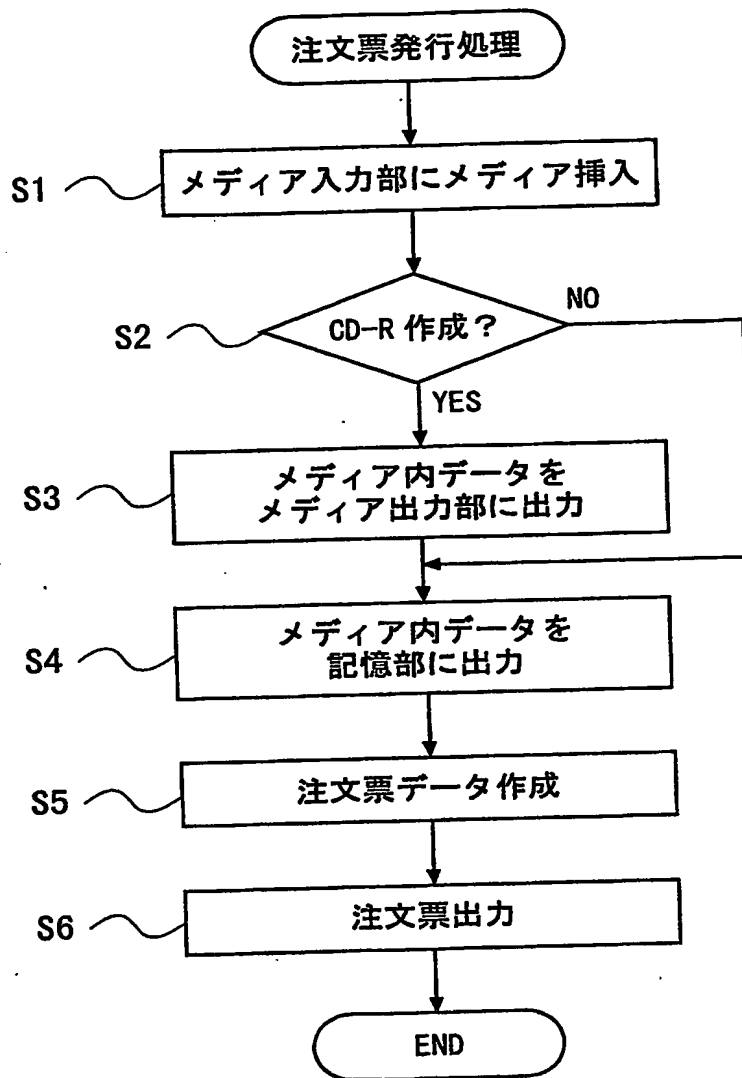 注文票発行処理
S1
メディア入力部にメディア挿入
S2
CD-R 作成？
NO
YES
S3
メディア内データを
メディア出力部に出力
S4
メディア内データを
記憶部に出力
S5
注文票データ作成
S6
注文票出力
END